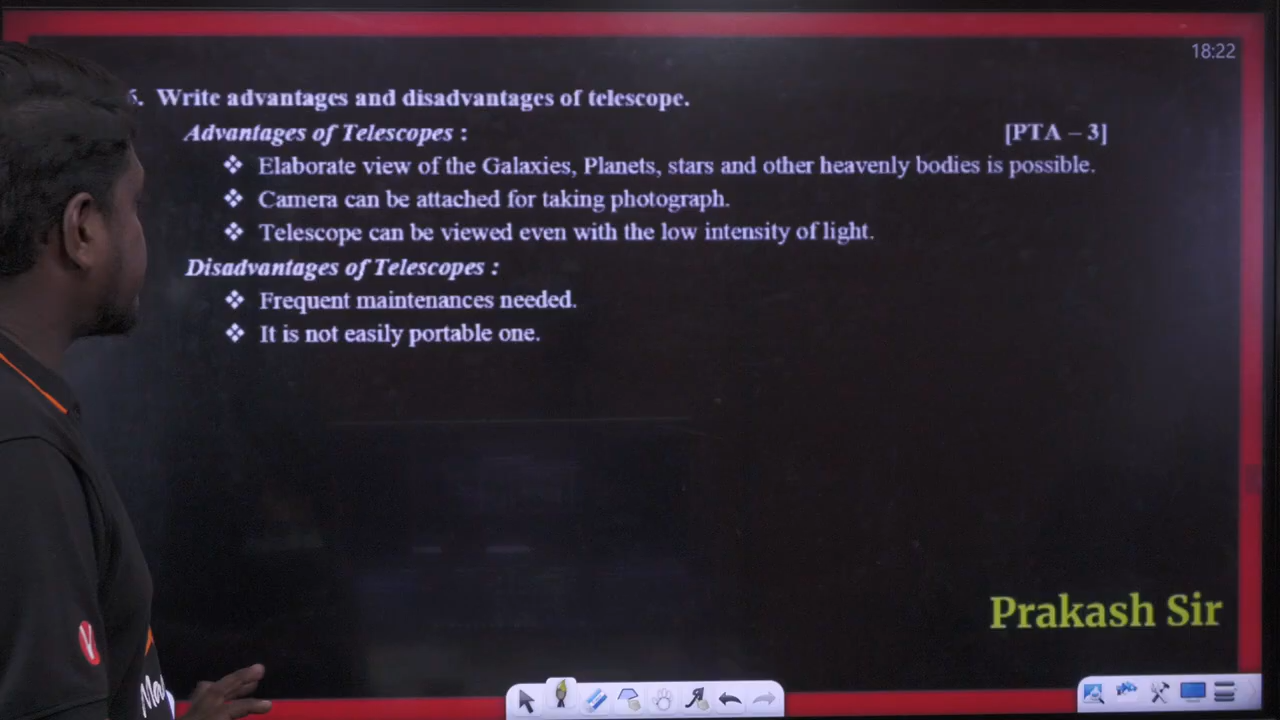 18:22
6. Write advantages and disadvantages of telescope.
Advantages of Telescopes :
[PTA – 3]
❖ Elaborate view of the Galaxies, Planets, stars and other heavenly bodies is possible.
❖ Camera can be attached for taking photograph.
❖ Telescope can be viewed even with the low intensity of light.
Disadvantages of Telescopes :
❖ Frequent maintenances needed.
❖ It is not easily portable one.
Prakash Sir
V